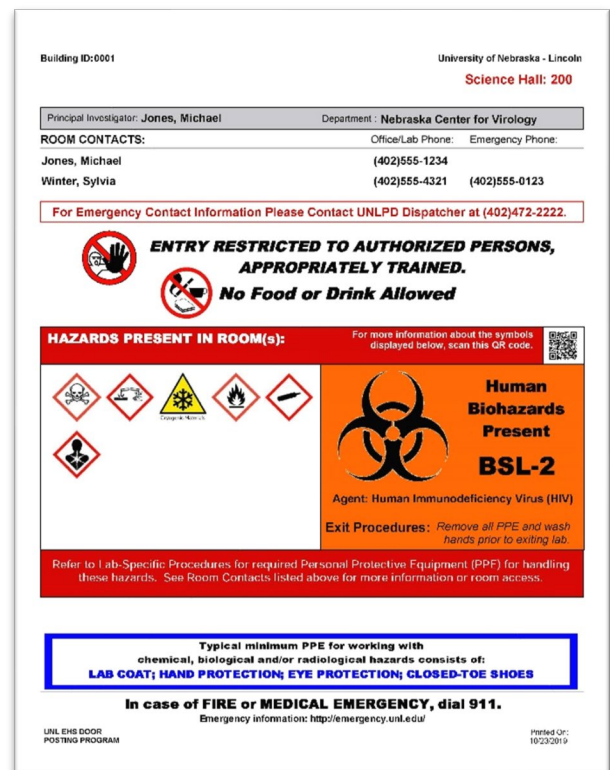 Building ID:0001
University of Nebraska - Lincoln
Science Hall: 200
Principal Investigator: Jones, Michael
Department : Nebraska Center for Virology
ROOM CONTACTS:
Office/Lab Phone:
Emergency Phone:
Jones, Michael
(402)555-1234
Winter, Sylvia
(402)555-4321
(402)555-0123
For Emergency Contact Information Please Contact UNLPD Dispatcher at (402)472-2222.
ENTRY RESTRICTED TO AUTHORIZED PERSONS,
APPROPRIATELY TRAINED.
No Food or Drink Allowed
HAZARDS PRESENT IN ROOM(s):
For more information about the symbols
displayed below, scan this QR code.
Cryogenic Materials
Human
Biohazards
Present
BSL-2
Agent: Human Immunodeficiency Virus (HIV)
Exit Procedures: Remove all PPE and wash
hands prior to exiting lab.
Refer to Lab-Specific Procedures for required Personal Protective Equipment (PPF) for handling
these hazards. See Room Contacts listed above for more information or room access.
Typical minimum PPE for working with
chemical, biological and/or radiological hazards consists of:
LAB COAT; HAND PROTECTION; EYE PROTECTION; CLOSED-TOE SHOES
In case of FIRE or MEDICAL EMERGENCY, dial 911.
Emergency information: http://emergency.unl.edu/
UNL EHS DOOR
POSTING PROGRAM
Printed On:
10/23/2019